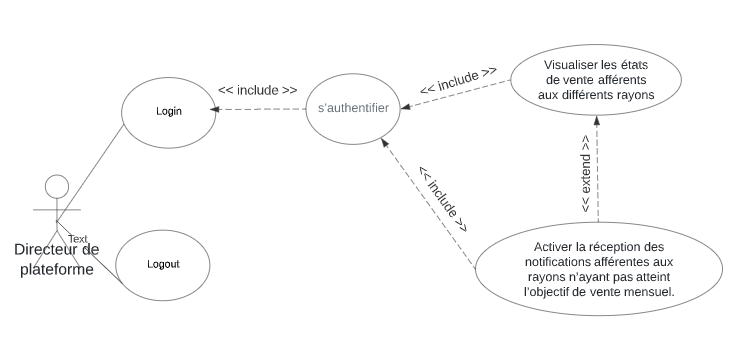 Visualiser les états
de vente afférents
aux différents rayons
<< include >>
<< include >>
Login
s'authentifier
<< extend >>
<< include >>
Text
Directeur de
plateforme
Logout
Activer la réception des
notifications afférentes aux
rayons n'ayant pas atteint
l'objectif de vente mensuel.